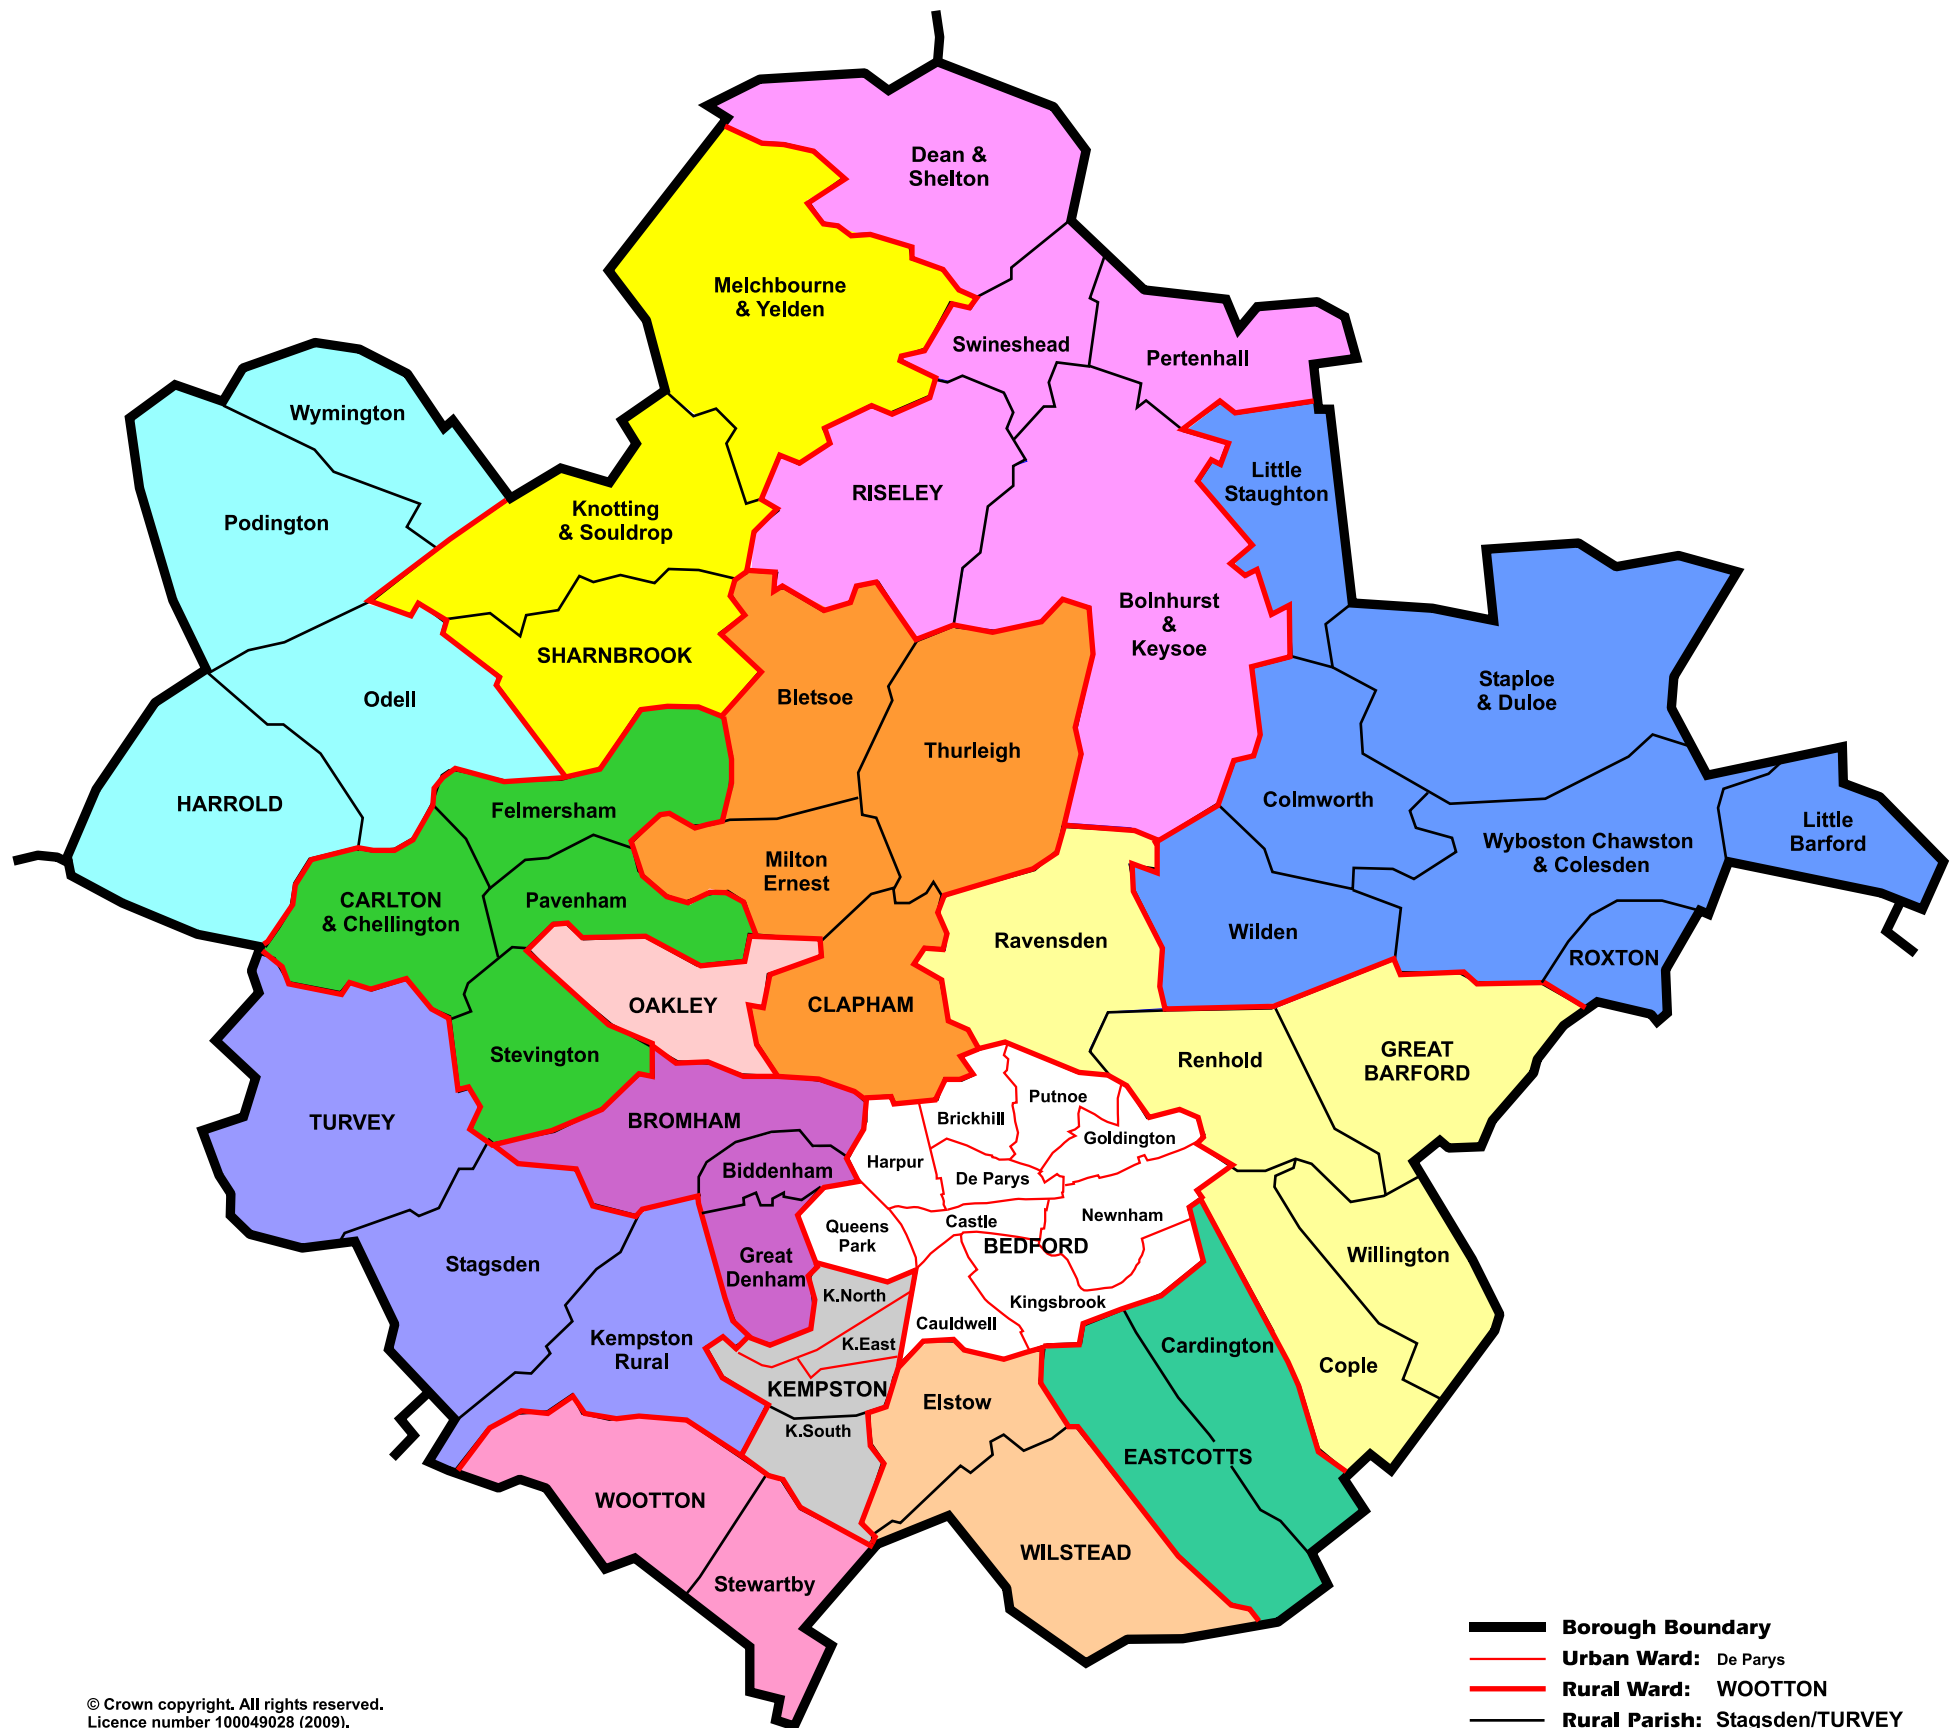 Dean &
Shelton
Melchbourne
& Yelden
Swineshead
Pertenhall
Wymington
Podington
Knotting
& Souldrop
RISELEY
Little
Staughton
Bolnhurst
&
Keysoe
SHARNBROOK
Odell
Bletsoe
Thurleigh
Staploe
& Duloe
HARROLD
Felmersham
Colmworth
Wyboston Chawston
& Colesden
Little
Barford
Milton
Ernest
CARLTON
& Chellington
Pavenham
Ravensden
Wilden
ROXTON
OAKLEY
CLAPHAM
Stevington
Renhold
GREAT
BARFORD
TURVEY
BROMHAM
Brickhill
Putnoe
Goldington
Harpur
Biddenham
De Parys
Queens
Park
Castle
Newnham
BEDFORD
Willington
Stagsden
Great
Denham
K.North
Kingsbrook
Cauldwell
Kempston
Rural
K.East
Cardington
Cople
KEMPSTON
Elstow
K.South
EASTCOTTS
WOOTTON
WILSTEAD
Stewartby
Borough Boundary
Urban Ward: De Parys
Rural Ward: WOOTTON
Rural Parish: Stagsden/TURVEY
© Crown copyright. All rights reserved.
Licence number 100049028 (2009).